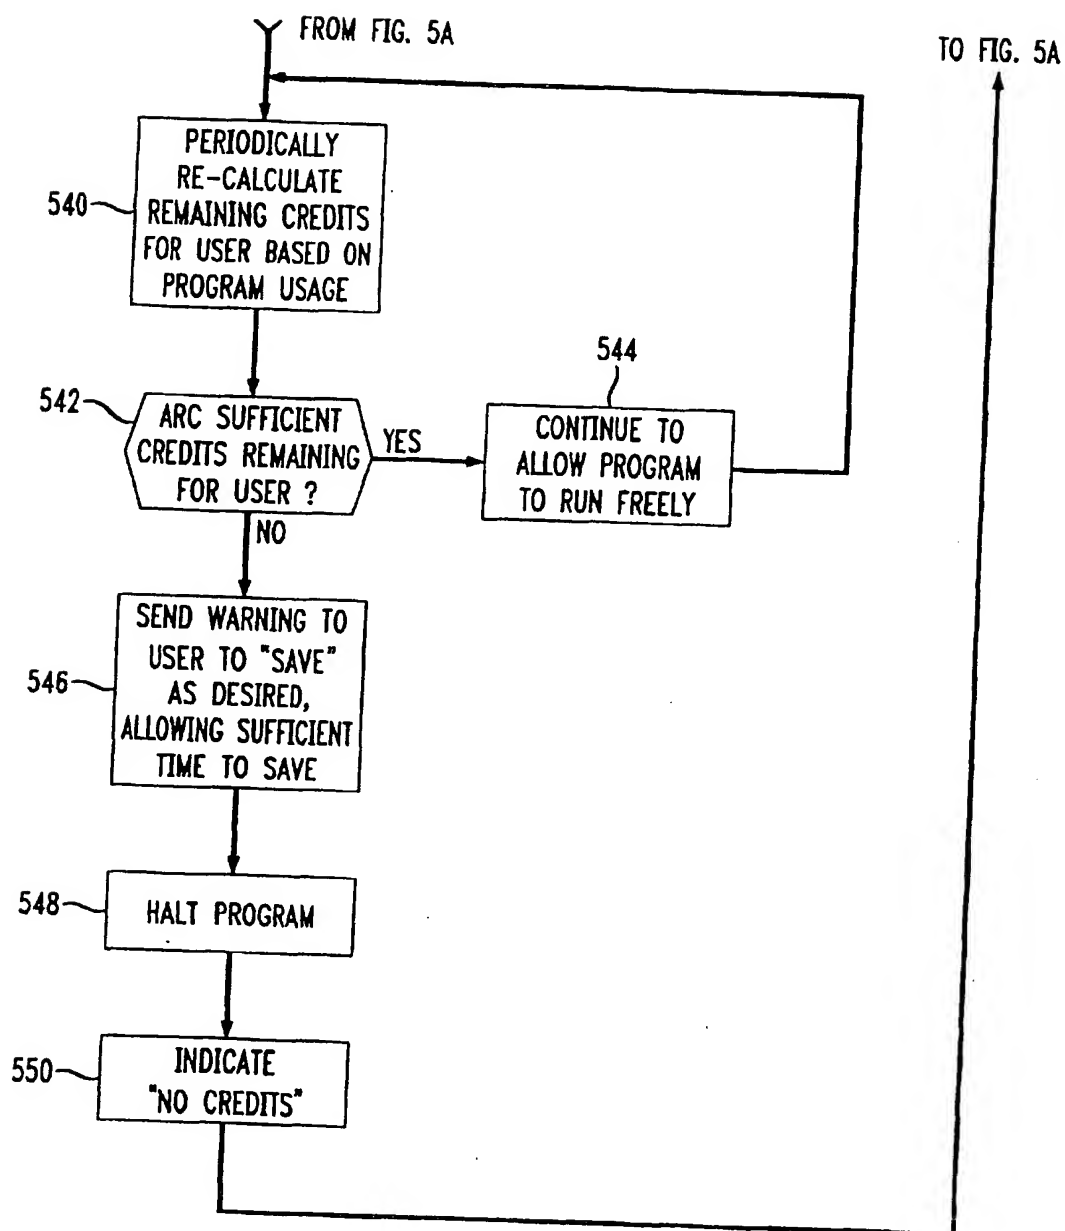 FROM FIG. 5A
TO FIG. 5A
540
PERIODICALLY
RE-CALCULATE
REMAINING CREDITS
FOR USER BASED ON
PROGRAM USAGE
542
ARC SUFFICIENT
CREDITS REMAINING
FOR USER ?
YES
NO
544
CONTINUE TO
ALLOW PROGRAM
TO RUN FREELY
546
SEND WARNING TO
USER TO "SAVE"
AS DESIRED,
ALLOWING SUFFICIENT
TIME TO SAVE
548
HALT PROGRAM
550
INDICATE
"NO CREDITS"